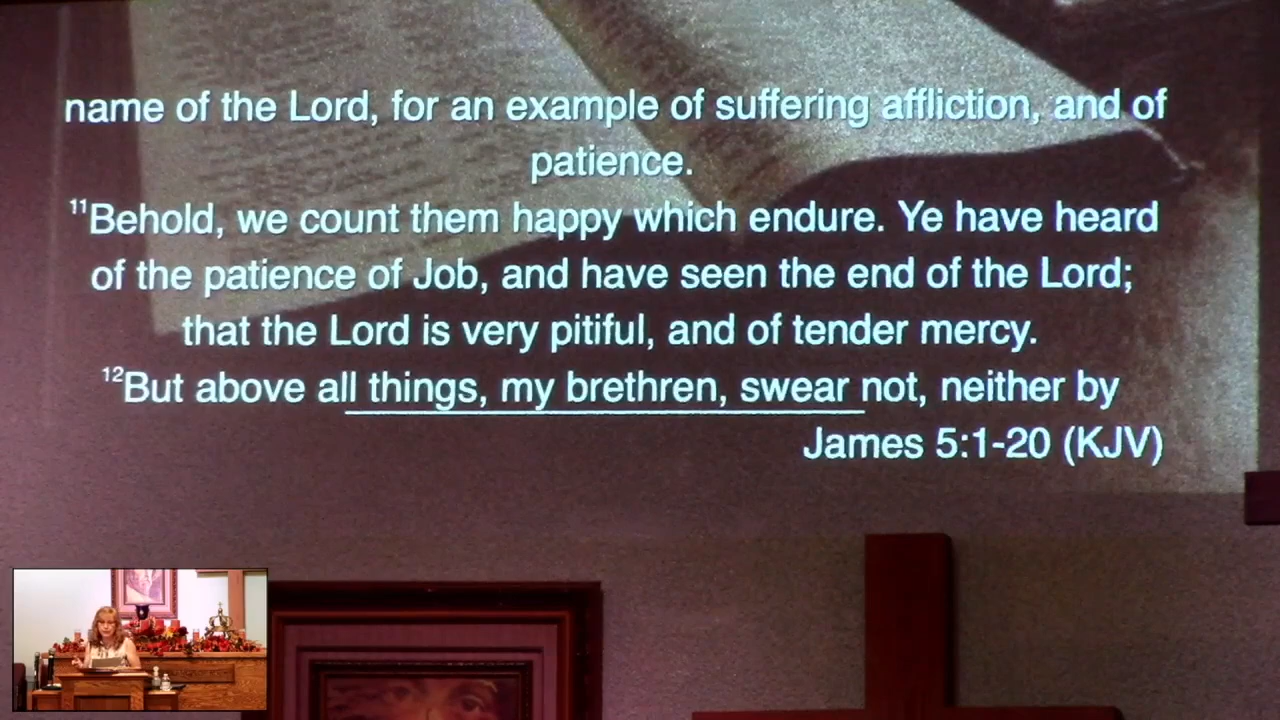 name of the Lord, for an example of suffering affliction, and of
patience.
11Behold, we count them happy which endure. Ye have heard
of the patience of Job, and have seen the end of the Lord;
that the Lord is very pitiful, and of tender mercy.
12But above all things, my brethren, swear not, neither by
James 5:1-20 (KJV)